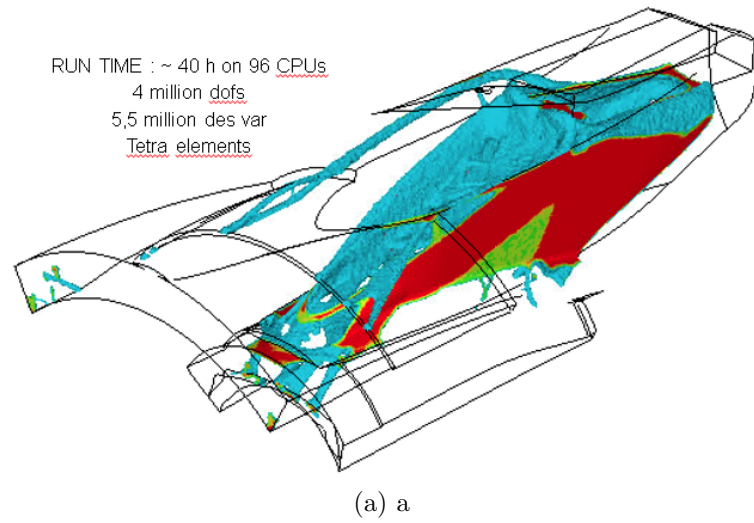 RUN TIME : ~ 40 h on 96 CPUs
4 million dofs
5,5 million des var
Tetra elements
(a) a